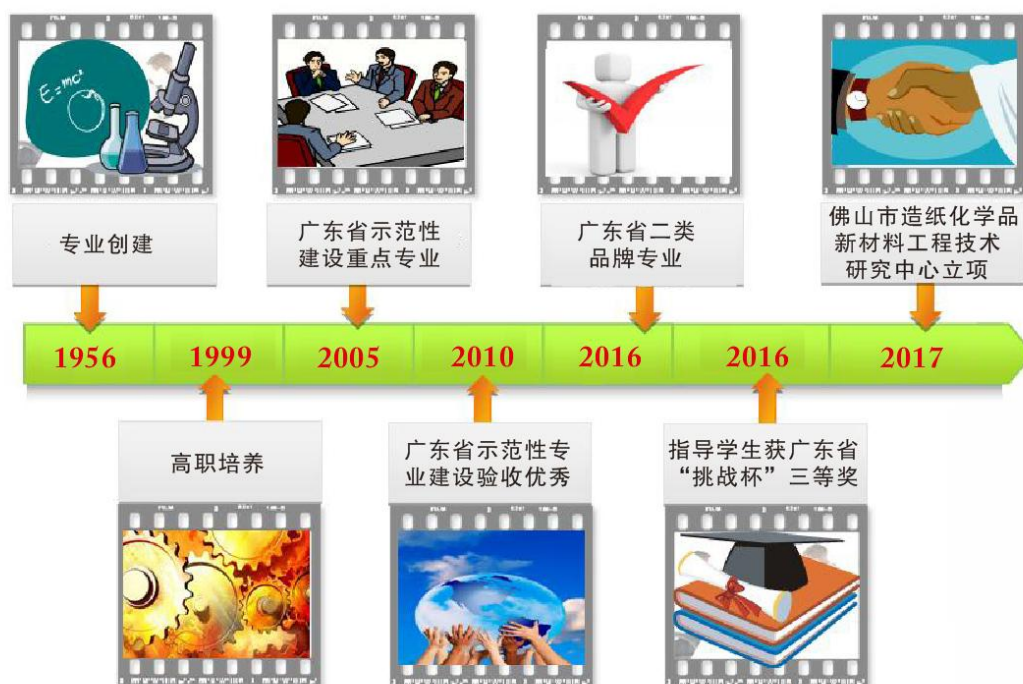 E=mc²
专业创建
广东省示范性
建设重点专业
广东省二类
品牌专业
佛山市造纸化学品
新材料工程技术
研究中心立项
1956
1999
2005
2010
2016
2016
2017
高职培养
广东省示范性专
业建设验收优秀
指导学生获广东省
“挑战杯”三等奖